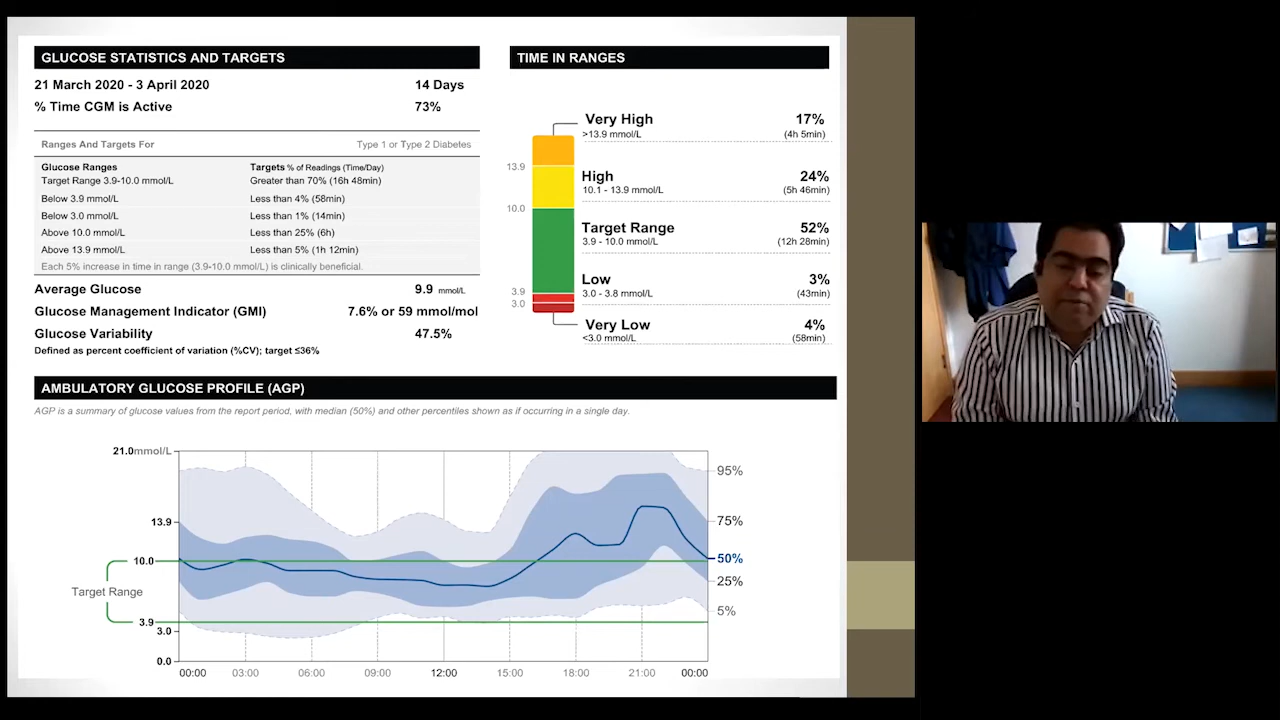 GLUCOSE STATISTICS AND TARGETS
21 March 2020 - 3 April 2020 14 Days
% Time CGM is Active 73%
Ranges And Targets For Type 1 or Type 2 Diabetes
Glucose Ranges Targets % of Readings (Time/Day)
Target Range 3.9-10.0 mmol/L Greater than 70% (16h 48min)
Below 3.9 mmol/L Less than 4% (58min)
Below 3.0 mmol/L Less than 1% (14min)
Above 10.0 mmol/L Less than 25% (6h)
Above 13.9 mmol/L Less than 5% (1h 12min)
Each 5% increase in time in range (3.9-10.0 mmol/L) is clinically beneficial.
Average Glucose 9.9 mmol/L
Glucose Management Indicator (GMI) 7.6% or 59 mmol/mol
Glucose Variability 47.5%
Defined as percent coefficient of variation (%CV); target ≤36%
TIME IN RANGES
Very High 17%
>13.9 mmol/L (4h 5min)
13.9
High 24%
10.1 - 13.9 mmol/L (5h 46min)
10.0
Target Range 52%
3.9 - 10.0 mmol/L (12h 28min)
Low 3%
3.9 3.0 - 3.8 mmol/L (43min)
3.0
Very Low 4%
<3.0 mmol/L (58min)
AMBULATORY GLUCOSE PROFILE (AGP)
AGP is a summary of glucose values from the report period, with median (50%) and other percentiles shown as if occurring in a single day.
21.0mmol/L
95%
13.9 75%
10.0 50%
25%
Target Range
5%
3.9
3.0
0.0
00:00 03:00 06:00 09:00 12:00 15:00 18:00 21:00 00:00